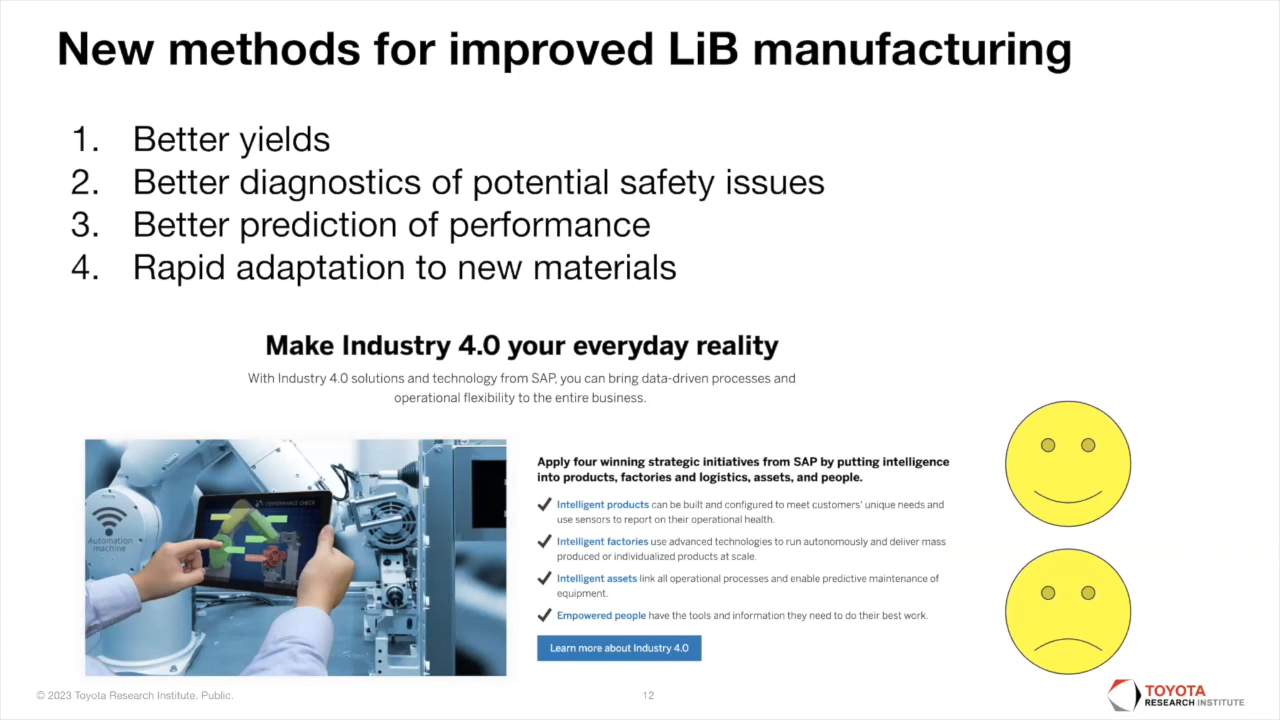 New methods for improved LiB manufacturing
1. Better yields
2. Better diagnostics of potential safety issues
3. Better prediction of performance
4. Rapid adaptation to new materials
Make Industry 4.0 your everyday reality
With Industry 4.0 solutions and technology from SAP, you can bring data-driven processes and
operational flexibility to the entire business.
Automation
machine
Apply four winning strategic initiatives from SAP by putting intelligence
into products, factories and logistics, assets, and people.
Intelligent products can be built and configured to meet customers' unique needs and
use sensors to report on their operational health.
Intelligent factories use advanced technologies to run autonomously and deliver mass
produced or individualized products at scale.
Intelligent assets link all operational processes and enable predictive maintenance of
equipment.
Empowered people have the tools and information they need to do their best work.
Learn more about Industry 4.0
© 2023 Toyota Research Institute. Public.
12
TOYOTA
RESEARCH INSTITUTE